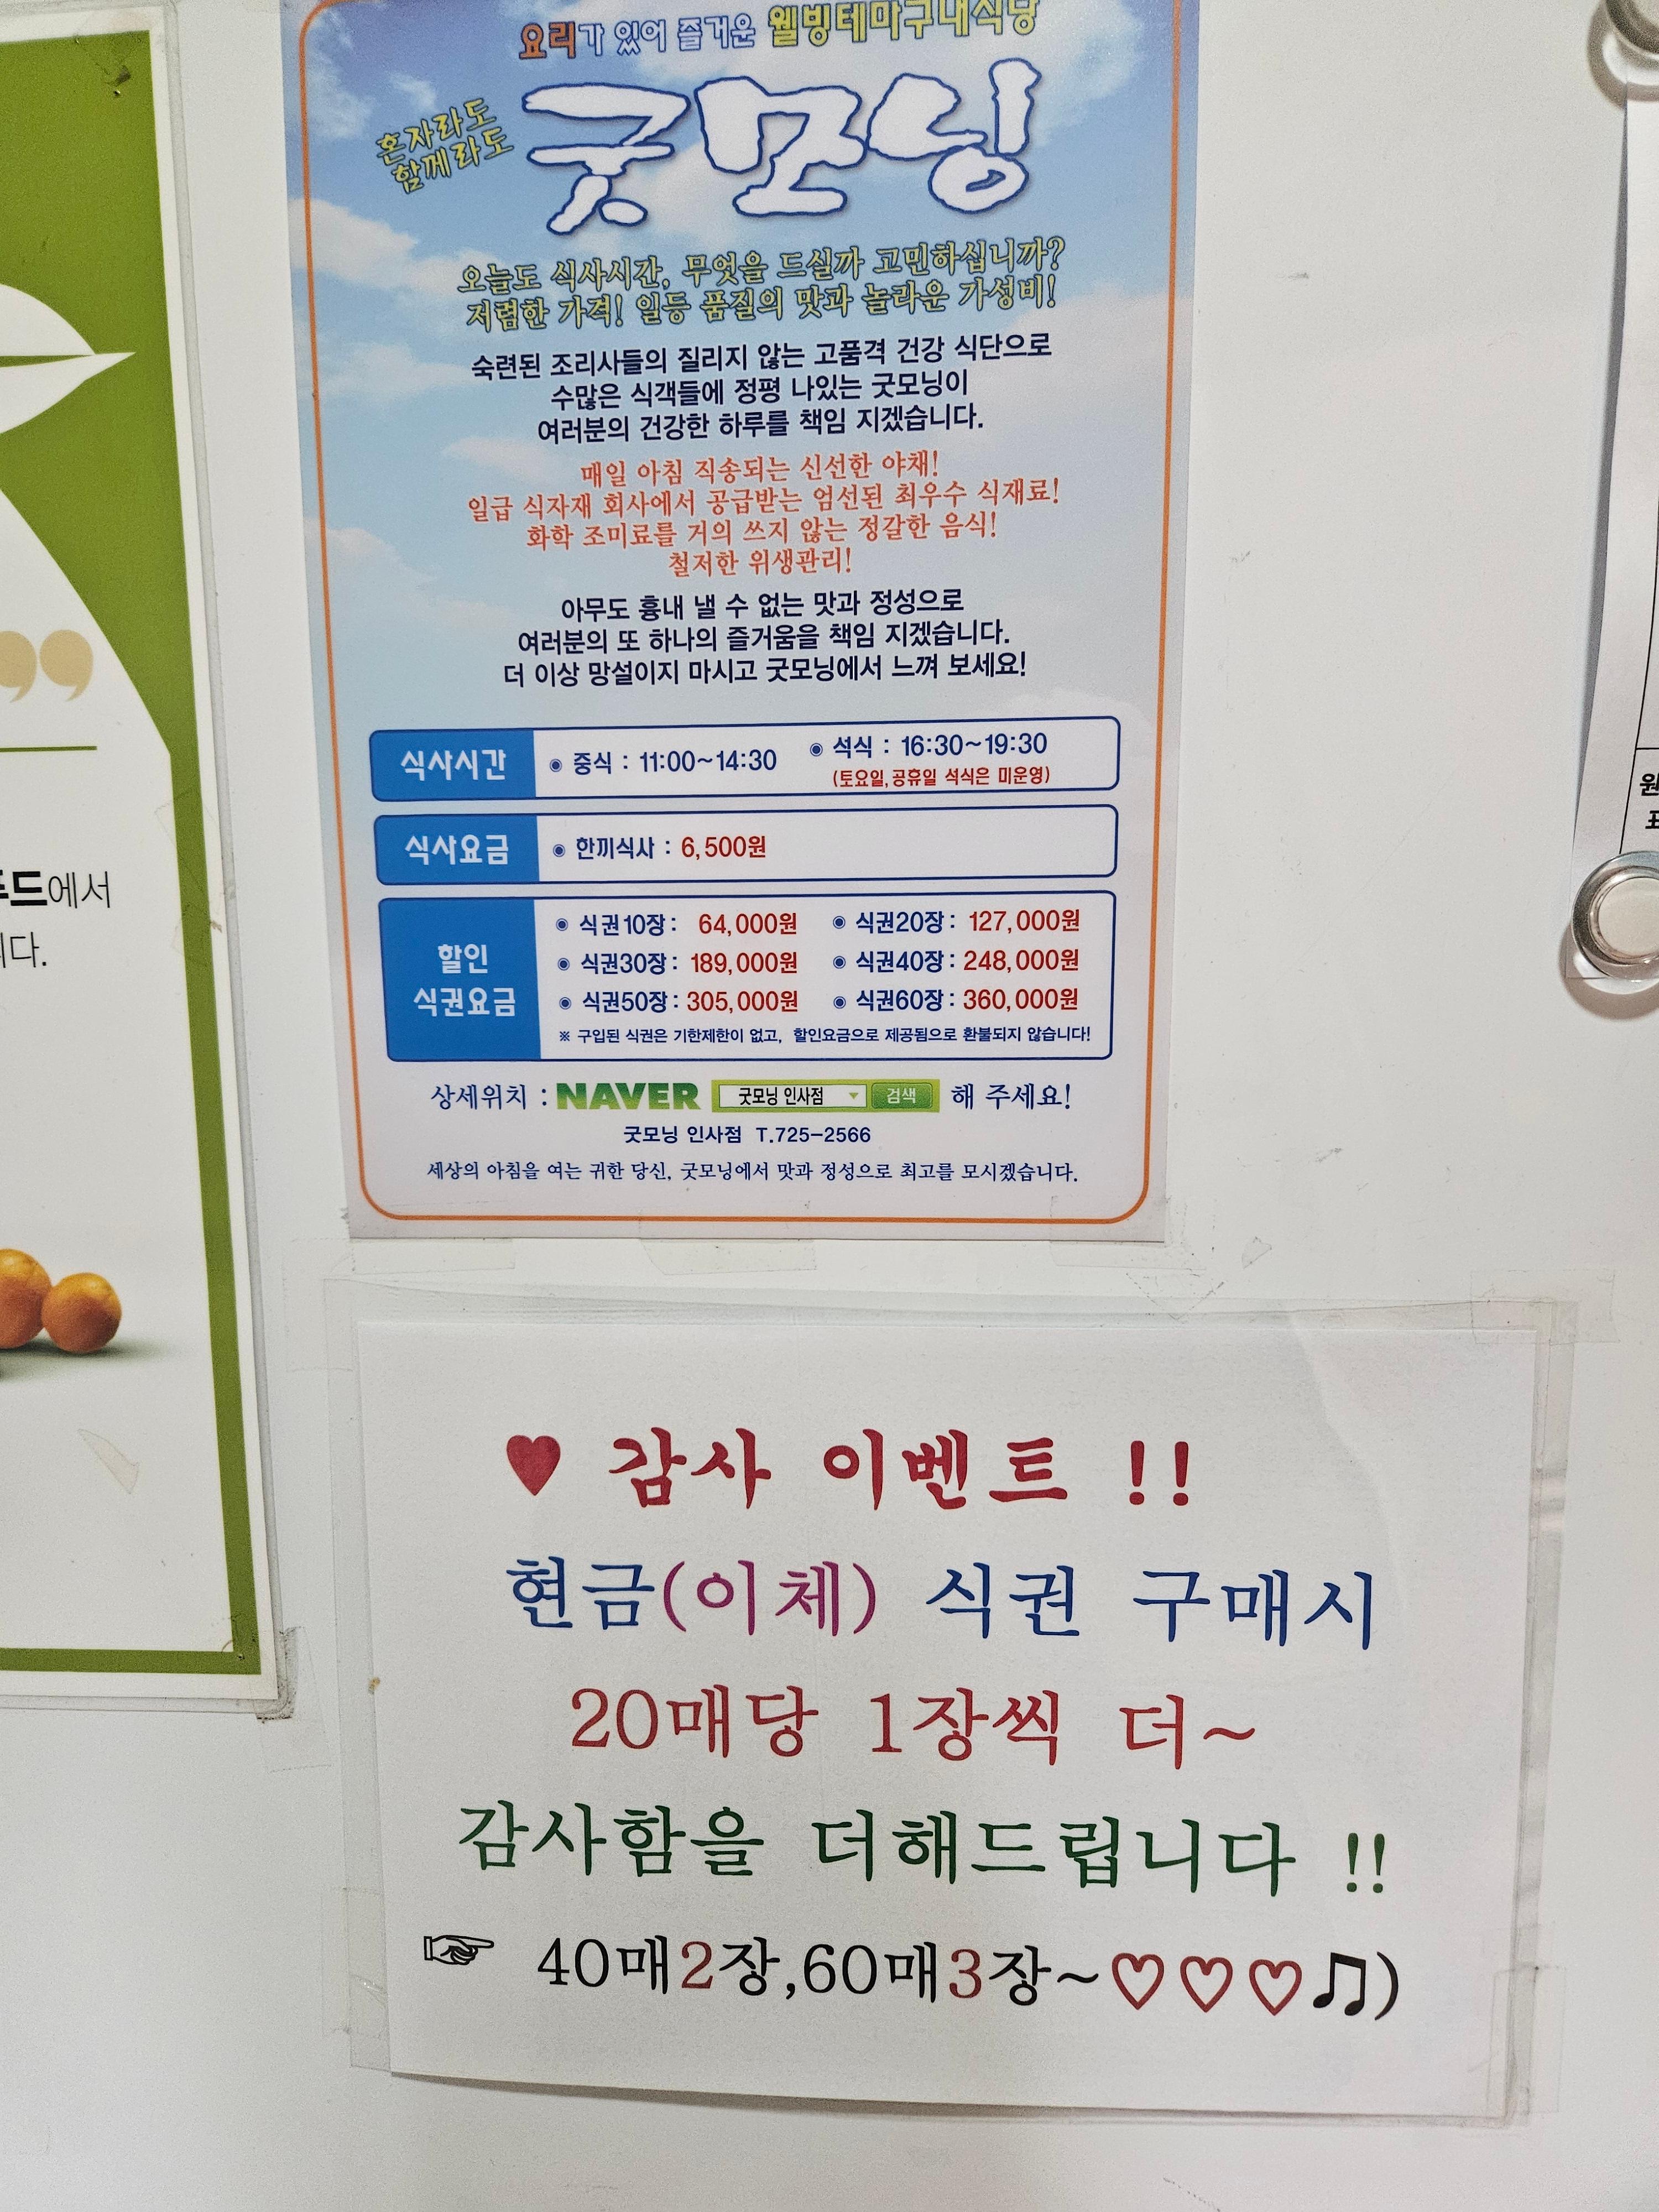 요리가 있어 즐거운 웰빙테마구내식당
혼자라도
함께라도
굿모닝
오늘도 식사시간, 무엇을 드실까 고민하십니까?
저렴한 가격! 일등 품질의 맛과 놀라운 가성비!
숙련된 조리사들의 질리지 않는 고품격 건강 식단으로
수많은 식객들에 정평 나있는 굿모닝이
여러분의 건강한 하루를 책임 지겠습니다.
매일 아침 직송되는 신선한 야채!
일급 식자재 회사에서 공급받는 엄선된 최우수 식재료!
화학 조미료를 거의 쓰지 않는 정갈한 음식!
철저한 위생관리!
아무도 흉내 낼 수 없는 맛과 정성으로
여러분의 또 하나의 즐거움을 책임 지겠습니다.
더 이상 망설이지 마시고 굿모닝에서 느껴 보세요!
식사시간 ◉ 중식 : 11:00~14:30 ◉ 석식 : 16:30~19:30
(토요일,공휴일 석식은 미운영)
식사요금 ◉ 한끼식사 : 6,500원
할인
식권요금
◉ 식권10장: 64,000원 ◉ 식권20장: 127,000원
◉ 식권30장: 189,000원 ◉ 식권40장: 248,000원
◉ 식권50장: 305,000원 ◉ 식권60장: 360,000원
※ 구입된 식권은 기한제한이 없고, 할인요금으로 제공됨으로 환불되지 않습니다!
상세위치 : NAVER 굿모닝 인사점 검색 해 주세요!
굿모닝 인사점 T.725-2566
세상의 아침을 여는 귀한 당신, 굿모닝에서 맛과 정성으로 최고를 모시겠습니다.
드에서
다.
♥ 감사 이벤트 !!
현금(이체) 식권 구매시
20매당 1장씩 더~
감사함을 더해드립니다 !!
☞ 40매2장,60매3장~♡♡♡♫)